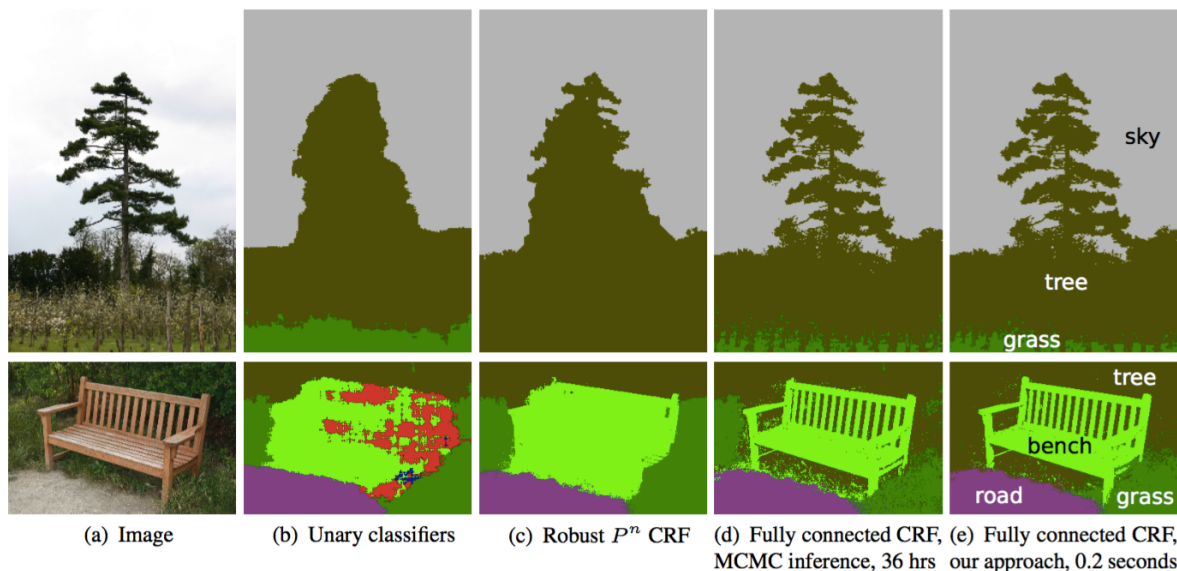 sky
tree
grass
tree
bench
road
grass
(a) Image
(b) Unary classifiers
(c) Robust Pⁿ CRF
(d) Fully connected CRF,
MCMC inference, 36 hrs
(e) Fully connected CRF,
our approach, 0.2 seconds